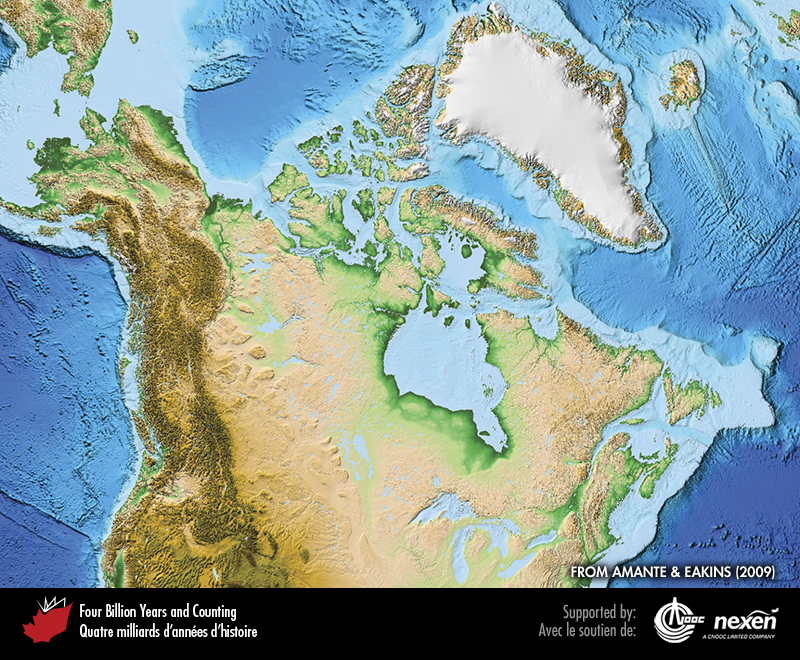 FROM AMANTE & EAKINS (2009)
Four Billion Years and Counting
Quatre milliards d'années d'histoire
Supported by:
Avec le soutien de:
CNOOC
nexen
A CNOOC LIMITED COMPANY